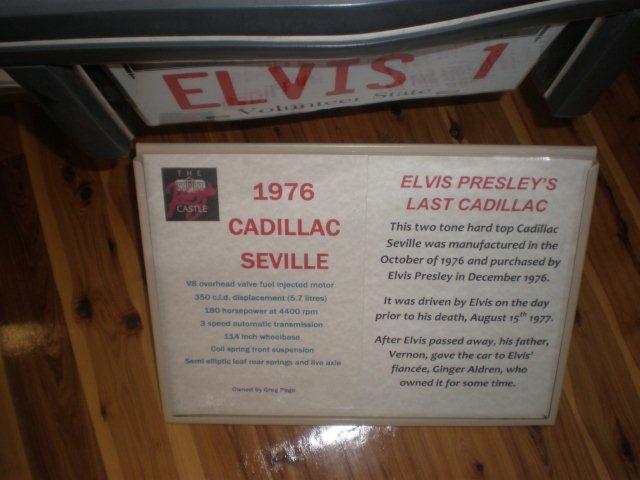 ELVIS 1
Volunteer State
THE
CASTLE
1976
CADILLAC
SEVILLE
V8 overhead valve fuel injected motor
350 c.i.d. displacement (5.7 litres)
180 horsepower at 4400 rpm
3 speed automatic transmission
114 inch wheelbase
Coil spring front suspension
Semi elliptic leaf rear springs and live axle
Owned by Greg Page
ELVIS PRESLEY'S
LAST CADILLAC
This two tone hard top Cadillac
Seville was manufactured in the
October of 1976 and purchased by
Elvis Presley in December 1976.
It was driven by Elvis on the day
prior to his death, August 15th 1977.
After Elvis passed away, his father,
Vernon, gave the car to Elvis'
fiancée, Ginger Aldren, who
owned it for some time.